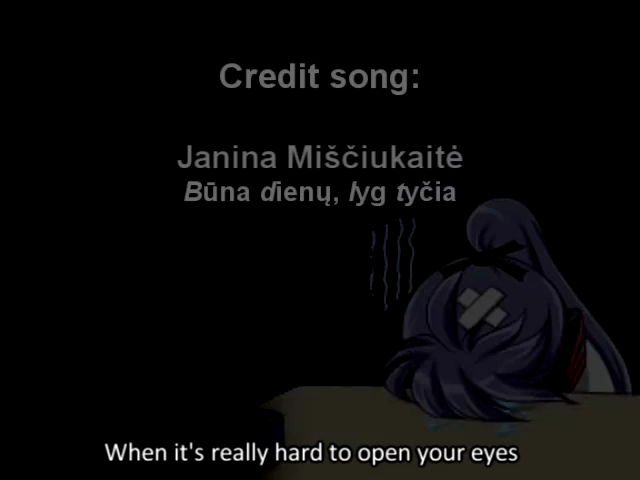 Credit song:
Janina Miščiukaitė
Būna dienų, lyg tyčia
When it's really hard to open your eyes